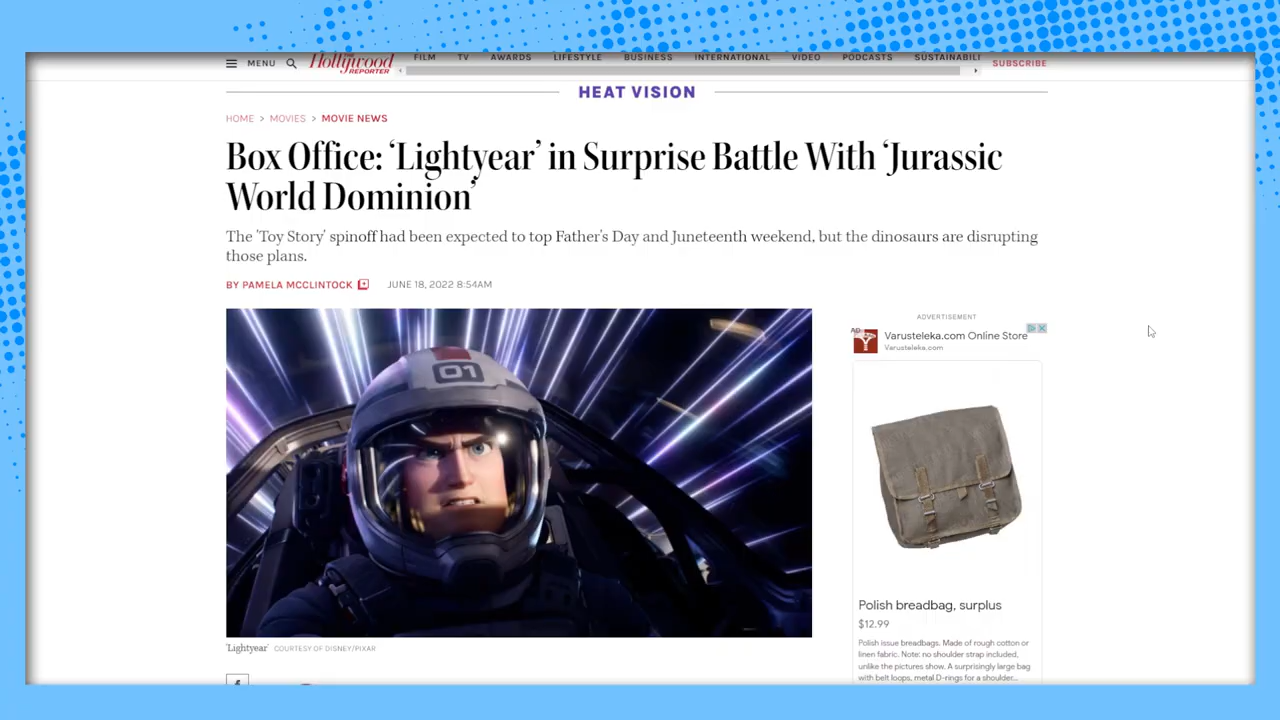 MENU
Hollywood
REPORTER
FILM TV AWARDS LIFESTYLE BUSINESS INTERNATIONAL VIDEO PODCASTS SUSTAINABI
SUBSCRIBE
HEAT VISION
HOME > MOVIES > MOVIE NEWS
Box Office: ‘Lightyear’ in Surprise Battle With ‘Jurassic
World Dominion’
The ‘Toy Story’ spinoff had been expected to top Father’s Day and Juneteenth weekend, but the dinosaurs are disrupting
those plans.
BY PAMELA MCCLINTOCK JUNE 18, 2022 8:54AM
01
‘Lightyear’ COURTESY OF DISNEY/PIXAR
ADVERTISEMENT
AD
Varusteleka.com Online Store
Varusteleka.com
Polish breadbag, surplus
$12.99
Polish issue breadbags. Made of rough cotton or
linen fabric. Note: no shoulder strap included,
unlike the pictures show. A surprisingly large bag
with belt loops, metal D-rings for a shoulder...